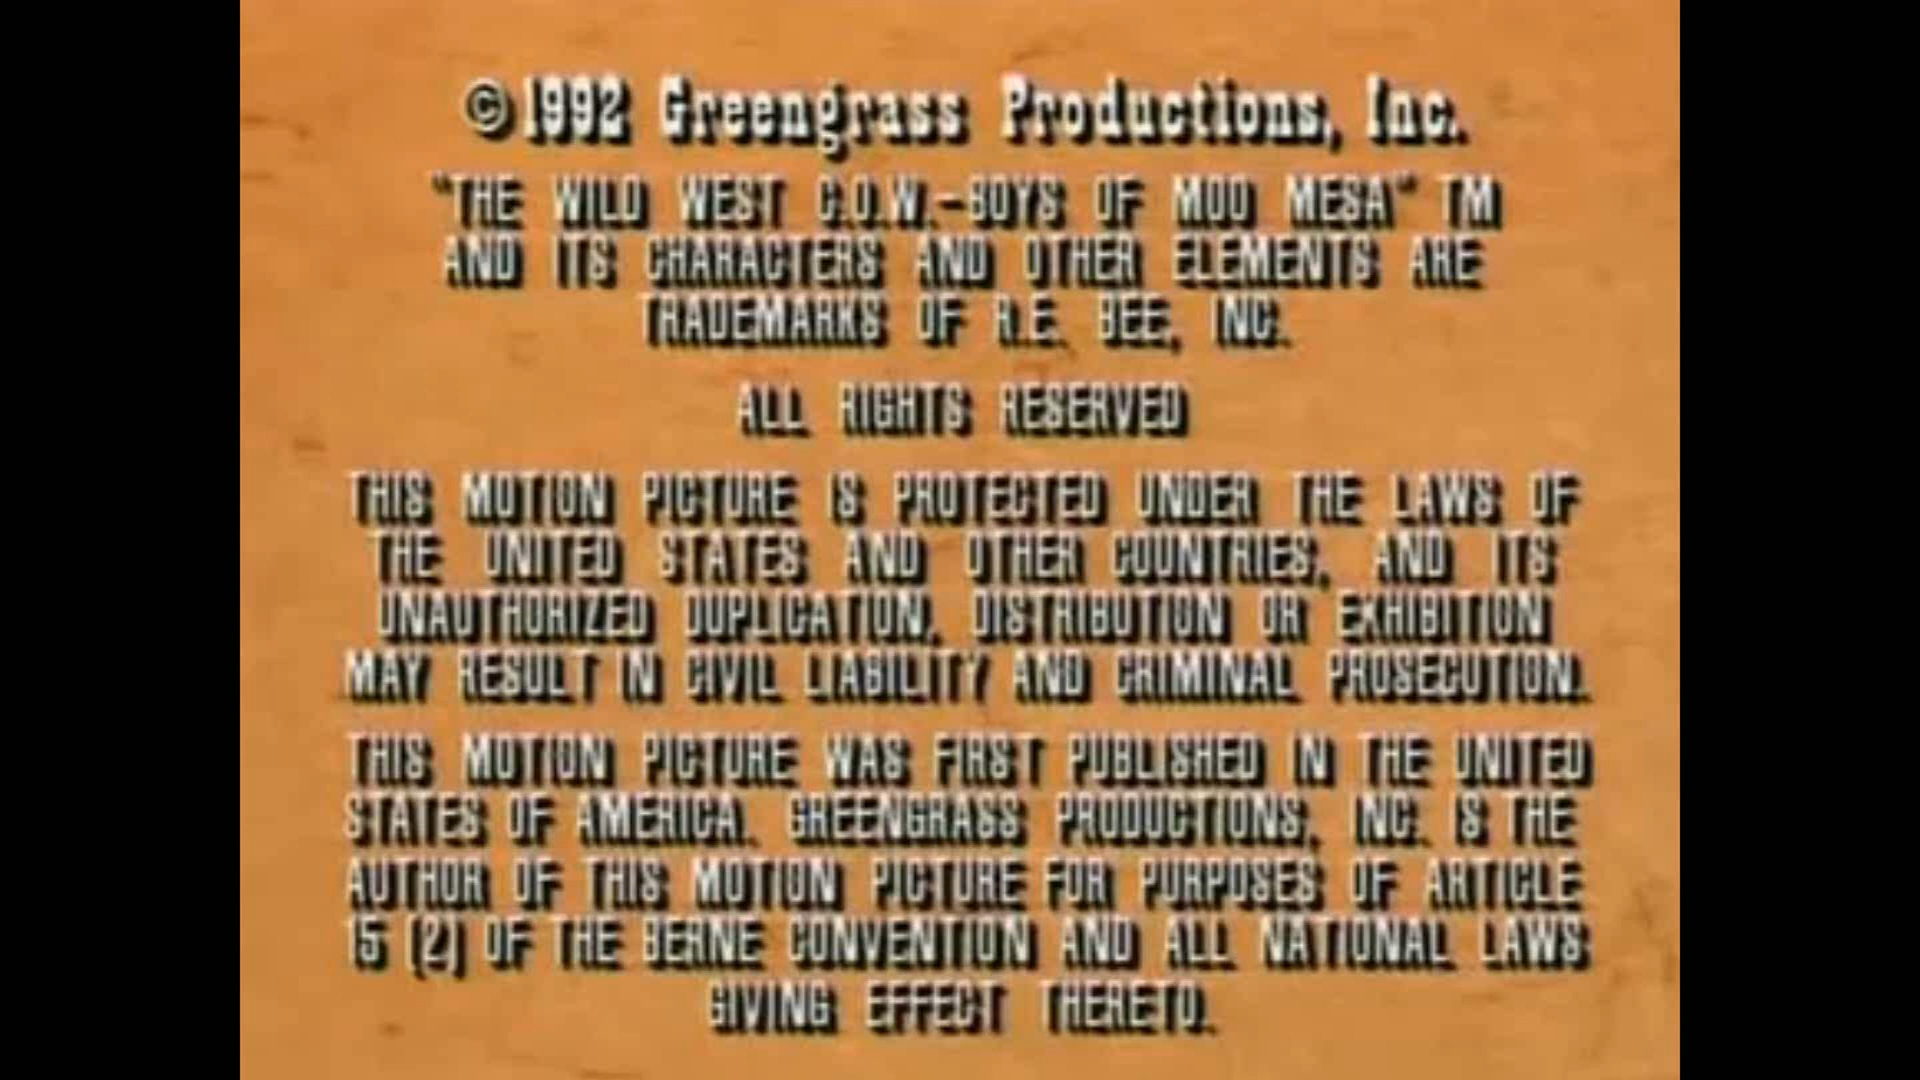 ©1992 Greengrass Productions, Inc.
"THE WILD WEST C.O.W.-BOYS OF MOO MESA" TM
AND ITS CHARACTERS AND OTHER ELEMENTS ARE
TRADEMARKS OF R.E. BEE, INC.
ALL RIGHTS RESERVED
THIS MOTION PICTURE IS PROTECTED UNDER THE LAWS OF
THE UNITED STATES AND OTHER COUNTRIES, AND ITS
UNAUTHORIZED DUPLICATION, DISTRIBUTION OR EXHIBITION
MAY RESULT IN CIVIL LIABILITY AND CRIMINAL PROSECUTION.
THIS MOTION PICTURE WAS FIRST PUBLISHED IN THE UNITED
STATES OF AMERICA. GREENGRASS PRODUCTIONS, INC. IS THE
AUTHOR OF THIS MOTION PICTURE FOR PURPOSES OF ARTICLE
15 (2) OF THE BERNE CONVENTION AND ALL NATIONAL LAWS
GIVING EFFECT THERETO.